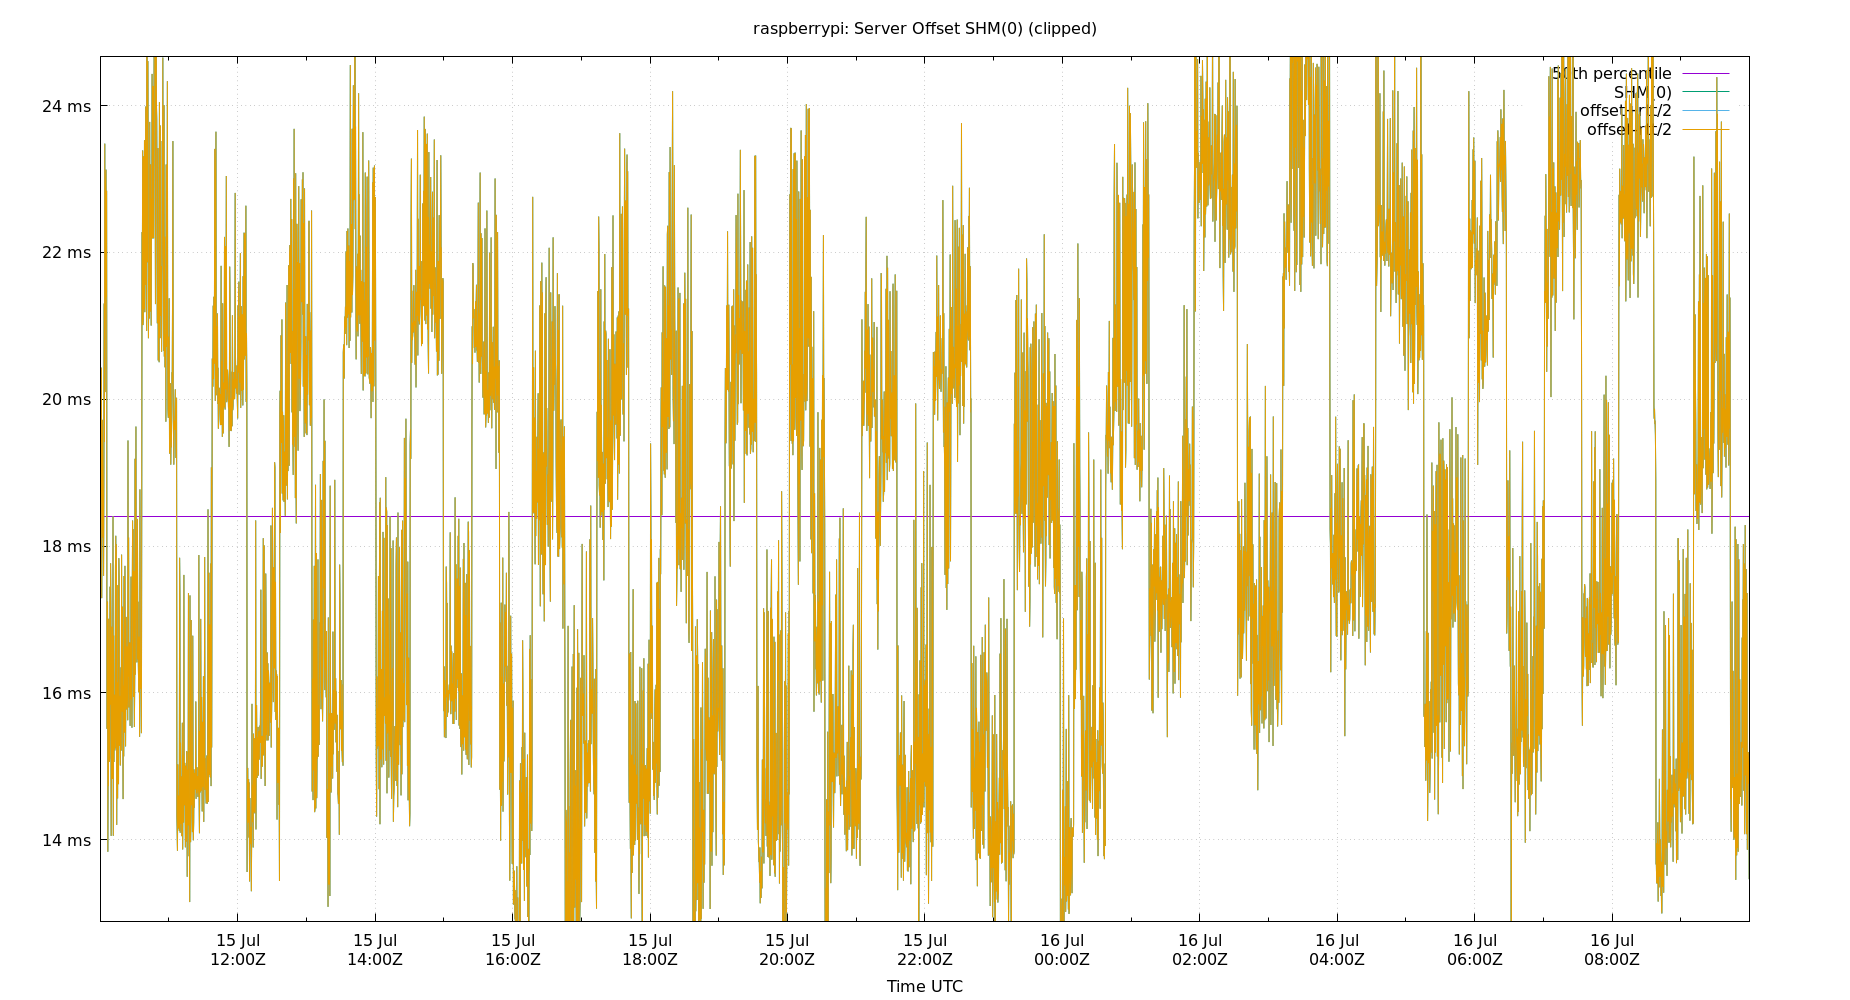 raspberrypi: Server Offset SHM(0) (clipped)
50th percentile
SHM(0)
offset+rtt/2
offset-rtt/2
24 ms
22 ms
20 ms
18 ms
16 ms
14 ms
15 Jul 15 Jul 15 Jul 15 Jul 15 Jul 15 Jul 16 Jul 16 Jul 16 Jul 16 Jul 16 Jul
12:00Z 14:00Z 16:00Z 18:00Z 20:00Z 22:00Z 00:00Z 02:00Z 04:00Z 06:00Z 08:00Z
Time UTC